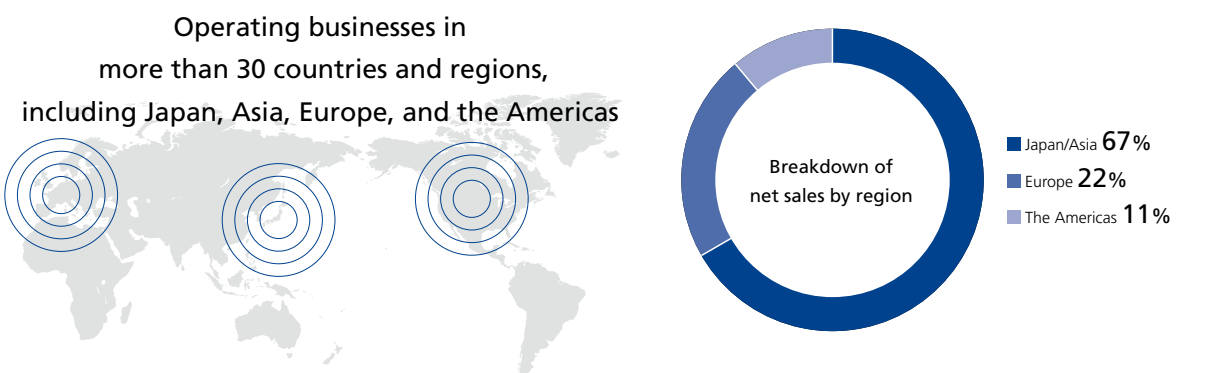 Operating businesses in
more than 30 countries and regions,
including Japan, Asia, Europe, and the Americas
Breakdown of
net sales by region
Japan/Asia 67%
Europe 22%
The Americas 11%